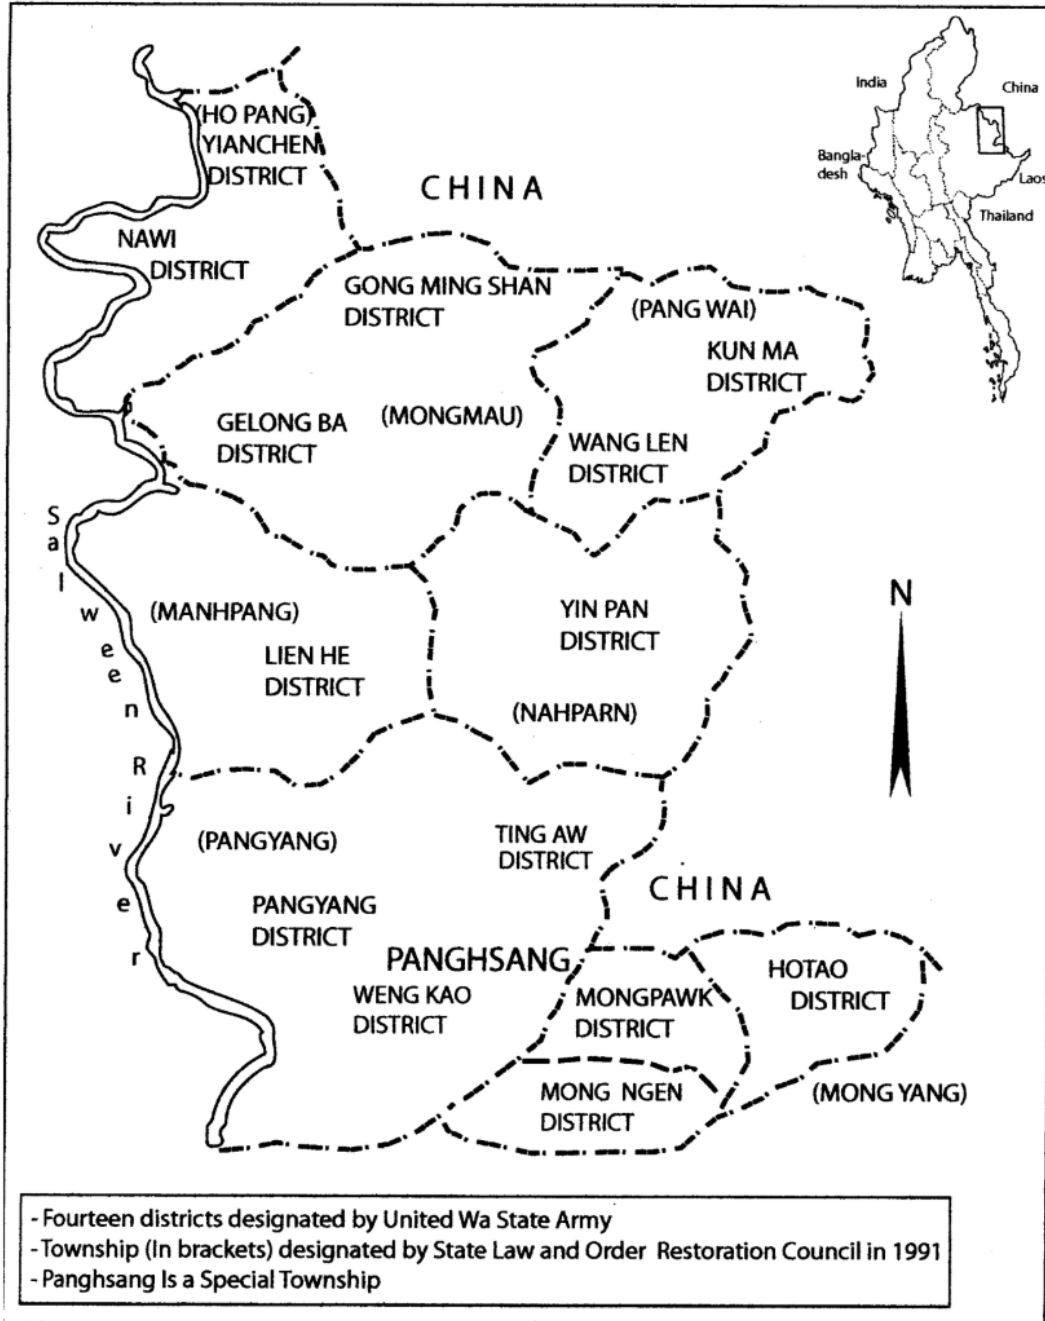 India
China
Bangla-
desh
Laos
Thailand
(HO PANG)
YIANCHEN
DISTRICT
CHINA
NAWI
DISTRICT
GONG MING SHAN
DISTRICT
(PANG WAI)
KUN MA
DISTRICT
GELONG BA
DISTRICT
(MONGMAU)
WANG LEN
DISTRICT
Salween River
(MANHPANG)
LIEN HE
DISTRICT
YIN PAN
DISTRICT
(NAHPARN)
N
(PANGYANG)
TING AW
DISTRICT
CHINA
PANGYANG
DISTRICT
PANGHSANG
WENG KAO
DISTRICT
MONGPAWK
DISTRICT
HOTAO
DISTRICT
MONG NGEN
DISTRICT
(MONG YANG)
- Fourteen districts designated by United Wa State Army
- Township (In brackets) designated by State Law and Order Restoration Council in 1991
- Panghsang Is a Special Township